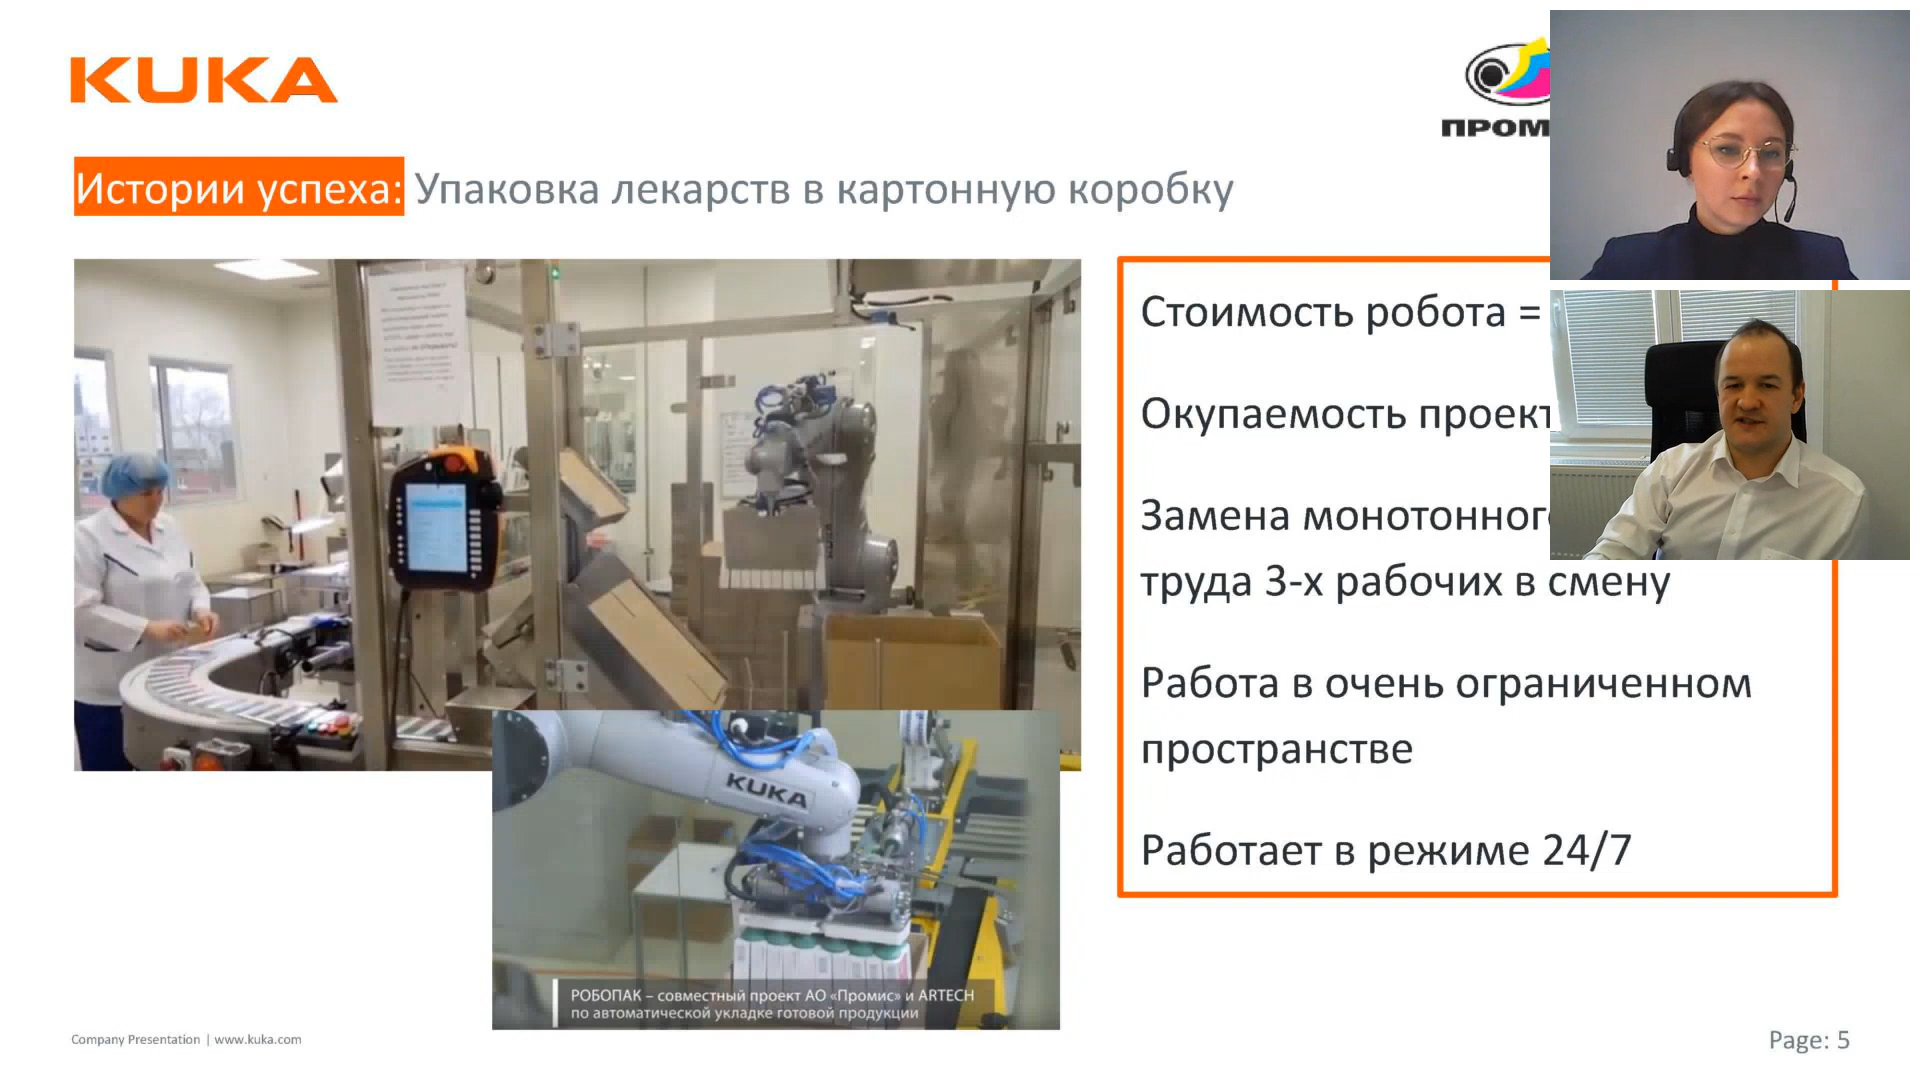 KUKA
ПРОМ
Истории успеха: Упаковка лекарств в картонную коробку
Стоимость робота =
Окупаемость проект
Замена монотонног
труда 3-х рабочих в смену
Работа в очень ограниченном
пространстве
Работает в режиме 24/7
KUKA
РОБОПАК – совместный проект АО «Промис» и ARTECH
по автоматической укладке готовой продукции
Company Presentation | www.kuka.com
Page: 5